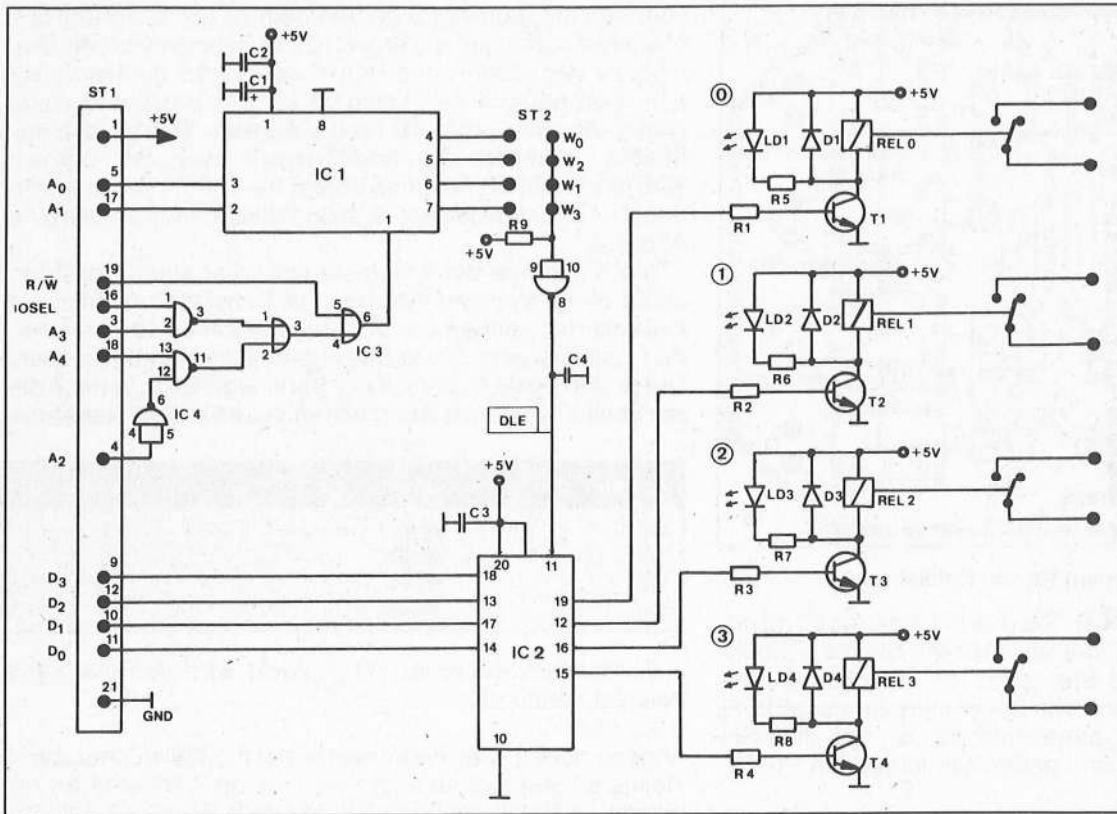 +5V
C2
C1
+
ST 1
1
+5V
1
8
IC 1
5
A0
3
17
A1
2
ST 2
5
6
7
1
W0
W2
W1
W3
+5V
R9
9
10
8
19
R/W
16
IOSEL
3
A3
18
A4
1
2
3
13
12
11
1
2
3
6
4
IC 3
6
4
5
IC 4
4
A2
C4
DLE
+5V
C3
20
11
9
D3
18
12
D2
13
10
D1
17
11
D0
14
IC 2
19
12
16
15
10
21
GND
0
+5V
LD1
D1
REL 0
R5
R1
T1
1
+5V
LD2
D2
REL 1
R6
R2
T2
2
+5V
LD3
D3
REL 2
R7
R3
T3
3
+5V
LD4
D4
REL 3
R8
R4
T4